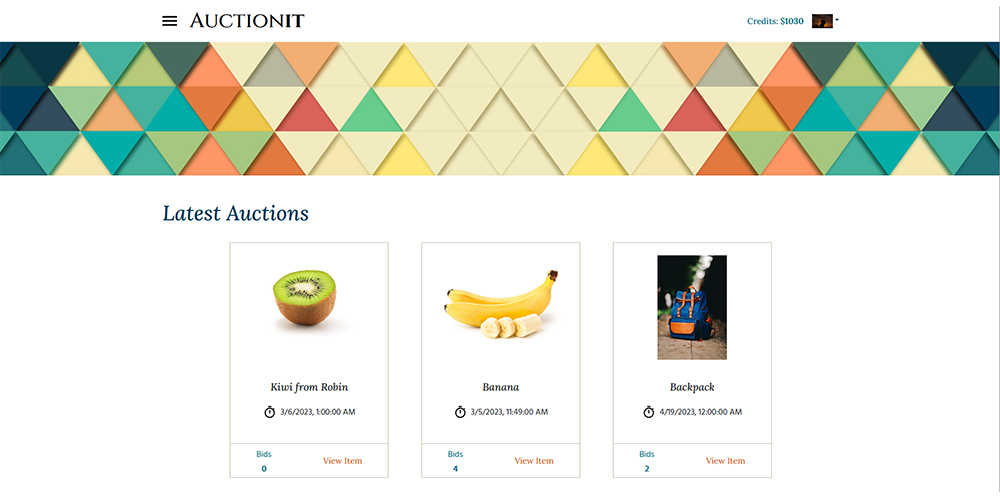 AUCTIONIT
Credits: $1030
Latest Auctions
Kiwi from Robin
3/6/2023, 1:00:00 AM
Bids
0
View Item
Banana
3/5/2023, 11:49:00 AM
Bids
4
View Item
Backpack
4/19/2023, 12:00:00 AM
Bids
2
View Item